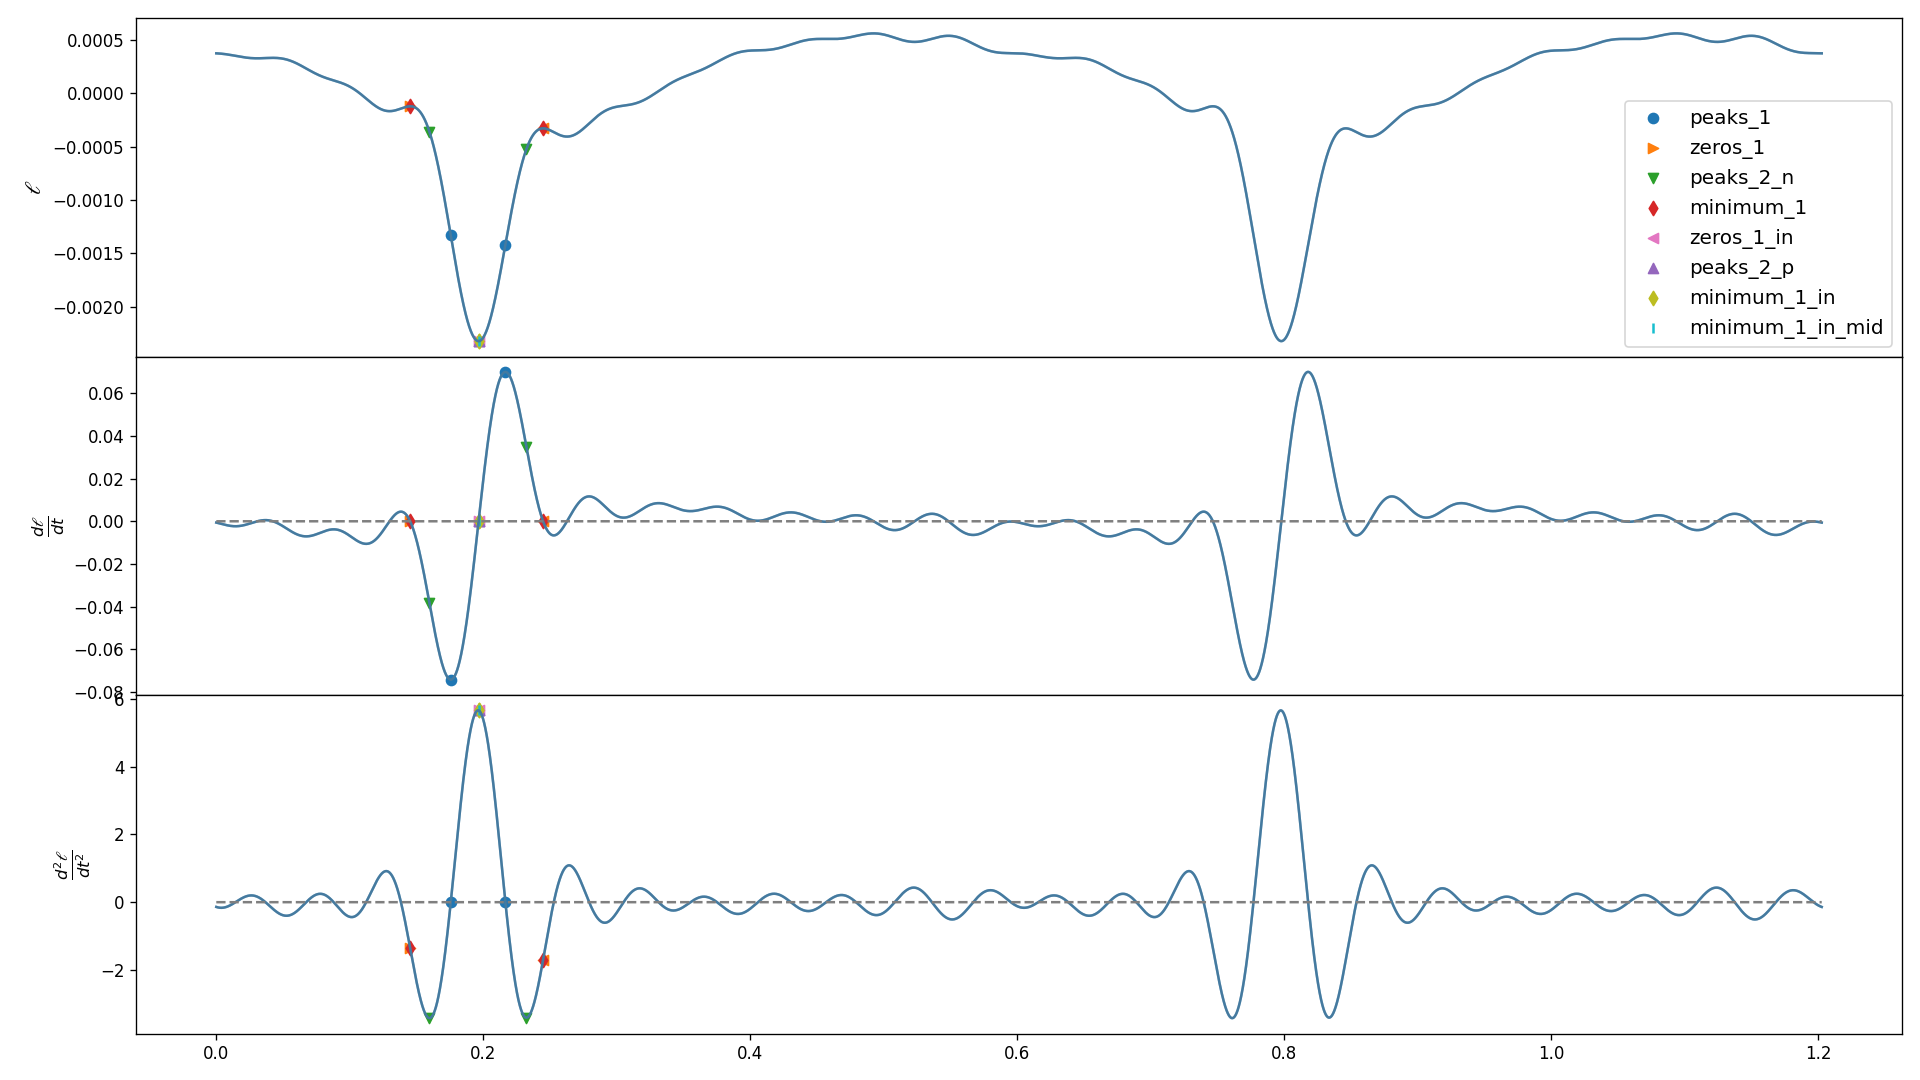 0.0005
0.0000
−0.0005
−0.0010
−0.0015
−0.0020
ℓ
peaks_1
zeros_1
peaks_2_n
minimum_1
zeros_1_in
peaks_2_p
minimum_1_in
minimum_1_in_mid
0.06
0.04
0.02
0.00
−0.02
−0.04
−0.06
−0.08
dℓ
dt
6
4
2
0
−2
d²ℓ
dt²
0.0 0.2 0.4 0.6 0.8 1.0 1.2